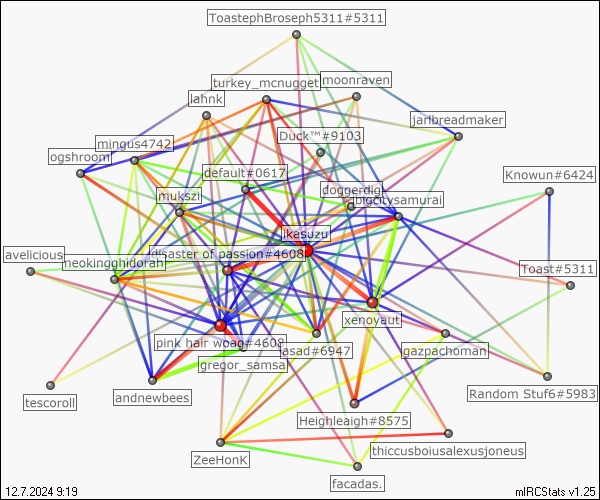 ToastephBroseph5311#5311
turkey_mcnugget
moonraven
lahnk
jarlbreadmaker
Duck™#9103
mingus4742
ogshroom
default#0617
Knowun#6424
doggerdigi
jmukszi
bigcitysamurai
ikasuzu
avelicious
neokingghidorah
disaster of passion#4608
Toast#5311
xenoyaut
pink hair woag#4608
asad#6947
gazpachoman
gregor_samsa
tescoroll
andnewbees
Random Stuf6#5983
Heighleaigh#8575
thiccusboiusalexusjoneus
ZeeHonK
facadas.
12.7.2024 9:19
mIRCStats v1.25